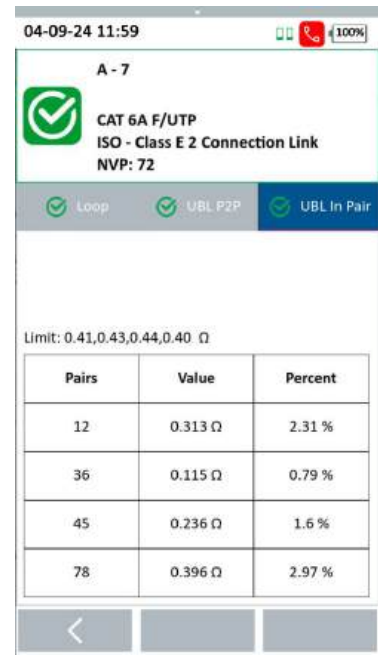 04-09-24 11:59 100%
A - 7
CAT 6A F/UTP
ISO - Class E 2 Connection Link
NVP: 72
Loop UBL P2P UBL In Pair
Limit: 0.41,0.43,0.44,0.40 Ω
Pairs Value Percent
12 0.313 Ω 2.31 %
36 0.115 Ω 0.79 %
45 0.236 Ω 1.6 %
78 0.396 Ω 2.97 %